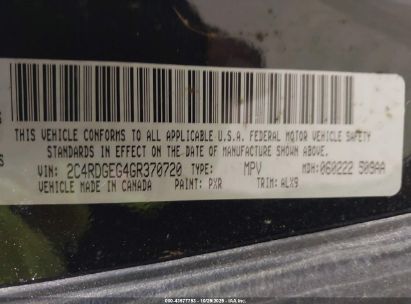 THIS VEHICLE CONFORMS TO ALL APPLICABLE U.S.A. FEDERAL MOTOR VEHICLE SAFETY
STANDARDS IN EFFECT ON THE DATE OF MANUFACTURE SHOWN ABOVE.
VIN: 2C4RDGEG4GR370720 TYPE: MPV MDH: 060222 509AA
VEHICLE MADE IN CANADA PAINT: PXR TRIM: ALX9